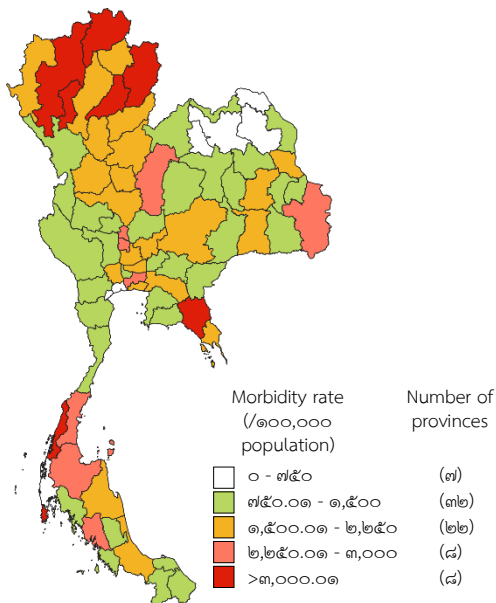 Morbidity rate Number of
(/๑๐๐,๐๐๐ provinces
population)
๐ - ๗๕๐ (๗)
๗๕๐.๐๑ - ๑,๕๐๐ (๓๒)
๑,๕๐๐.๐๑ - ๒,๒๕๐ (๒๒)
๒,๒๕๐.๐๑ - ๓,๐๐๐ (๘)
>๓,๐๐๐.๐๑ (๘)